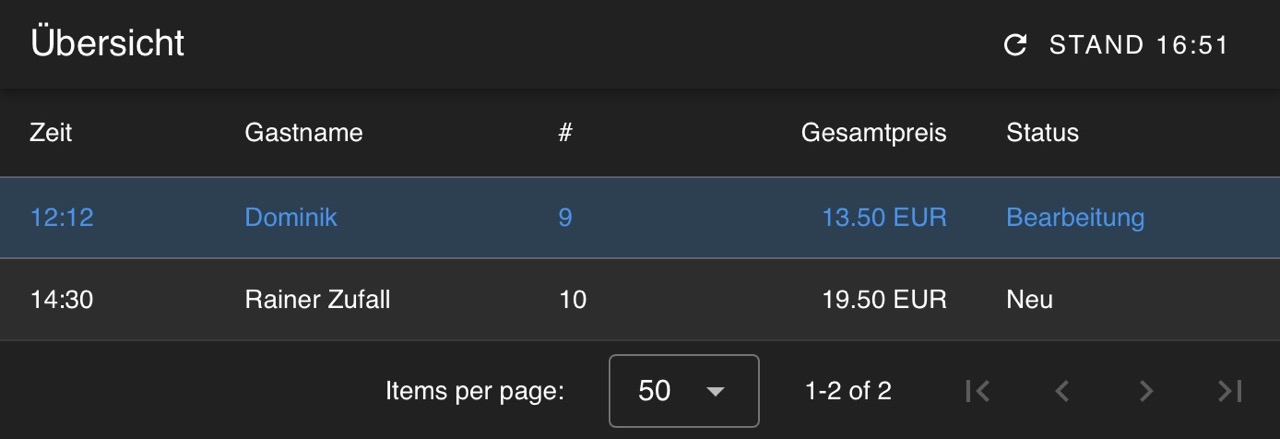 Übersicht STAND 16:51
Zeit Gastname # Gesamtpreis Status
12:12 Dominik 9 13.50 EUR Bearbeitung
14:30 Rainer Zufall 10 19.50 EUR Neu
Items per page: 50 1-2 of 2